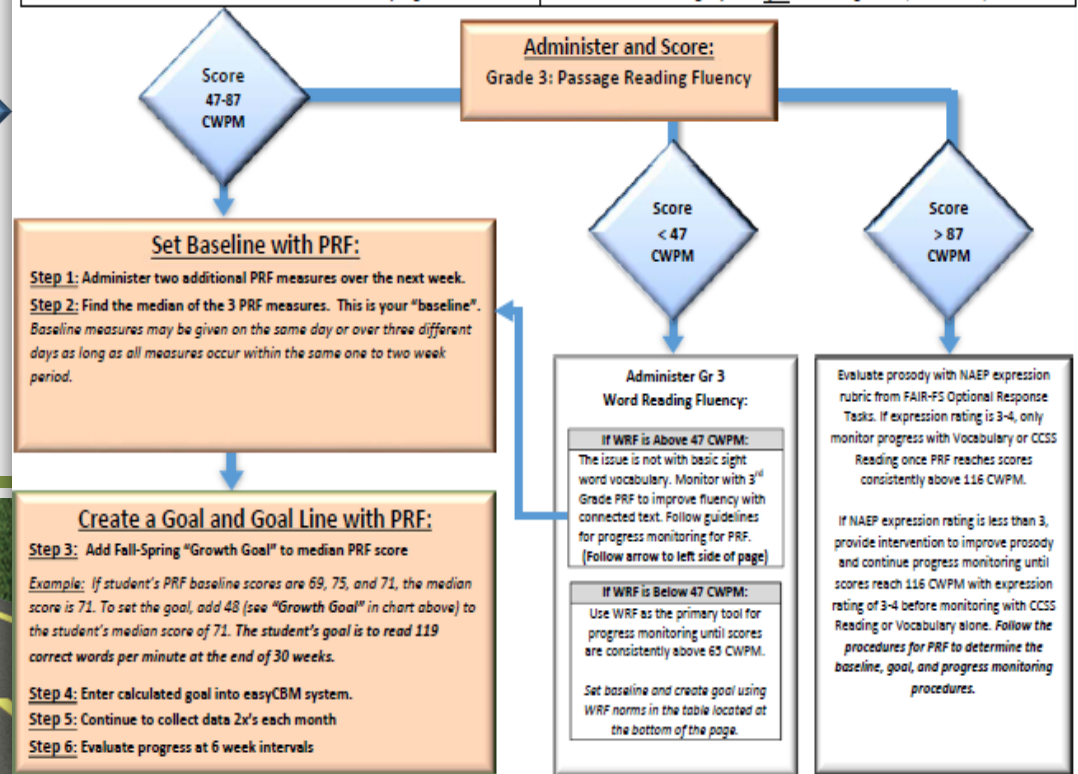 Administer and Score:
Grade 3: Passage Reading Fluency
Score
47-87
CWPM
Score
< 47
CWPM
Score
> 87
CWPM
Set Baseline with PRF:
Step 1: Administer two additional PRF measures over the next week.
Step 2: Find the median of the 3 PRF measures. This is your "baseline".
Baseline measures may be given on the same day or over three different
days as long as all measures occur within the same one to two week
period.
Create a Goal and Goal Line with PRF:
Step 3: Add Fall-Spring "Growth Goal" to median PRF score
Example: If student's PRF baseline scores are 69, 75, and 71, the median
score is 71. To set the goal, add 48 (see "Growth Goal" in chart above) to
the student's median score of 71. The student's goal is to read 119
correct words per minute at the end of 30 weeks.
Step 4: Enter calculated goal into easyCBM system.
Step 5: Continue to collect data 2x's each month
Step 6: Evaluate progress at 6 week intervals
Administer Gr 3
Word Reading Fluency:
If WRF is Above 47 CWPM:
The issue is not with basic sight
word vocabulary. Monitor with 3rd
Grade PRF to improve fluency with
connected text. Follow guidelines
for progress monitoring for PRF.
(Follow arrow to left side of page)
If WRF is Below 47 CWPM:
Use WRF as the primary tool for
progress monitoring until scores
are consistently above 65 CWPM.
Set baseline and create goal using
WRF norms in the table located at
the bottom of the page.
Evaluate prosody with NAEP expression
rubric from FAIR-FS Optional Response
Tasks. If expression rating is 3-4, only
monitor progress with Vocabulary or CCSS
Reading once PRF reaches scores
consistently above 116 CWPM.
If NAEP expression rating is less than 3,
provide intervention to improve prosody
and continue progress monitoring until
scores reach 116 CWPM with expression
rating of 3-4 before monitoring with CCSS
Reading or Vocabulary alone. Follow the
procedures for PRF to determine the
baseline, goal, and progress monitoring
procedures.